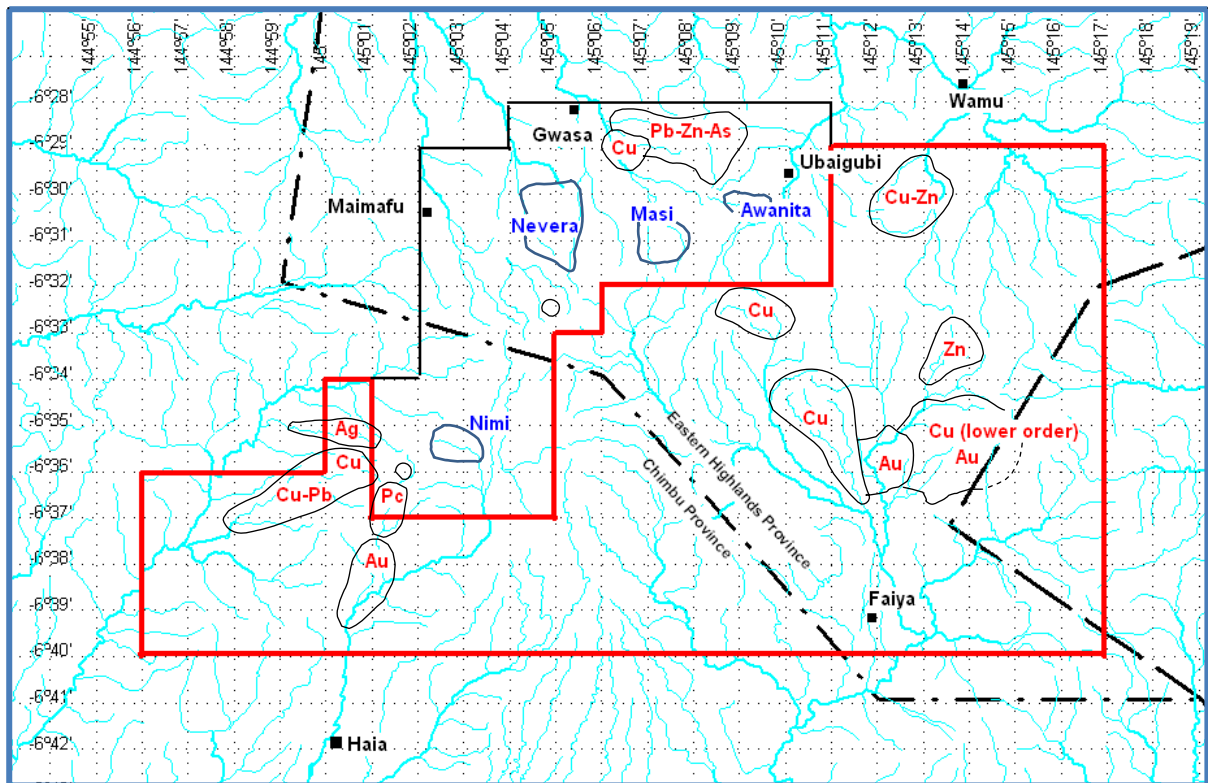 144°55'
144°56'
144°57'
144°58'
144°59'
145°0
145°01'
145°02'
145°03'
145°04'
145°05'
145°06'
145°07'
145°08'
145°09'
145°10'
145°11'
145°12'
145°13'
145°14'
145°15'
145°16'
145°17'
145°18'
145°19'
Wamu
-6°28'
Gwasa
Pb-Zn-As
-6°29'
Cu
Ubaigubi
-6°30'
Cu-Zn
Maimafu
Nevera
Masi
Awanita
-6°31'
-6°32'
Cu
-6°33'
Zn
-6°34'
Nimi
Cu
Eastern Highlands Province
Chimbu Province
Cu (lower order)
Au
Au
-6°35'
Ag
Cu
-6°36'
Cu-Pb
Pc
-6°37'
Au
-6°38'
-6°39'
Faiya
-6°40'
-6°41'
-6°42'
Haia